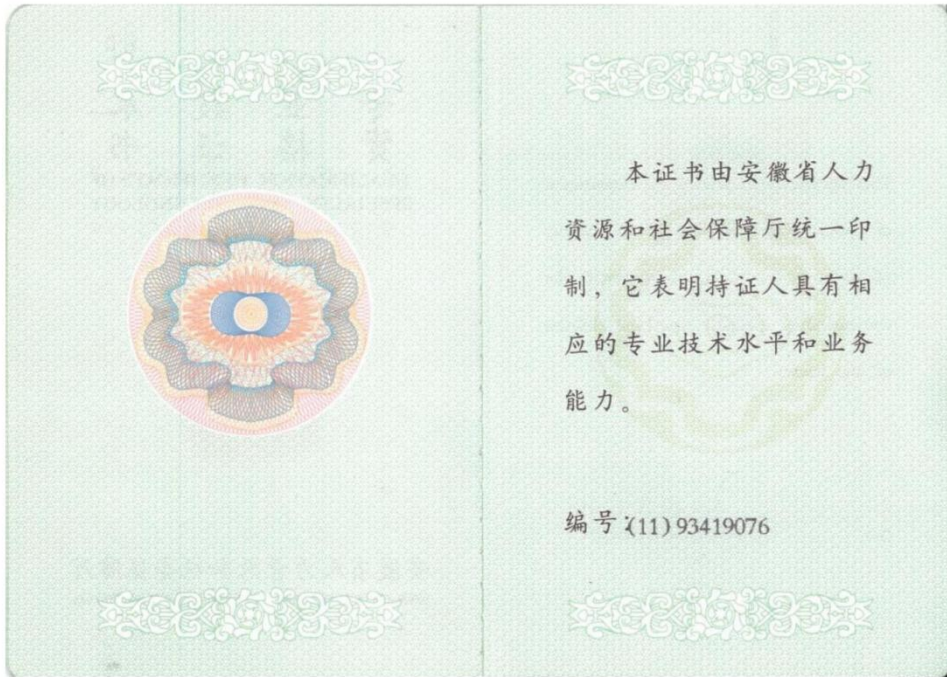 本证书由安徽省人力
资源和社会保障厅统一印
制，它表明持证人具有相
应的专业技术水平和业务
能力。
编号:(11)93419076